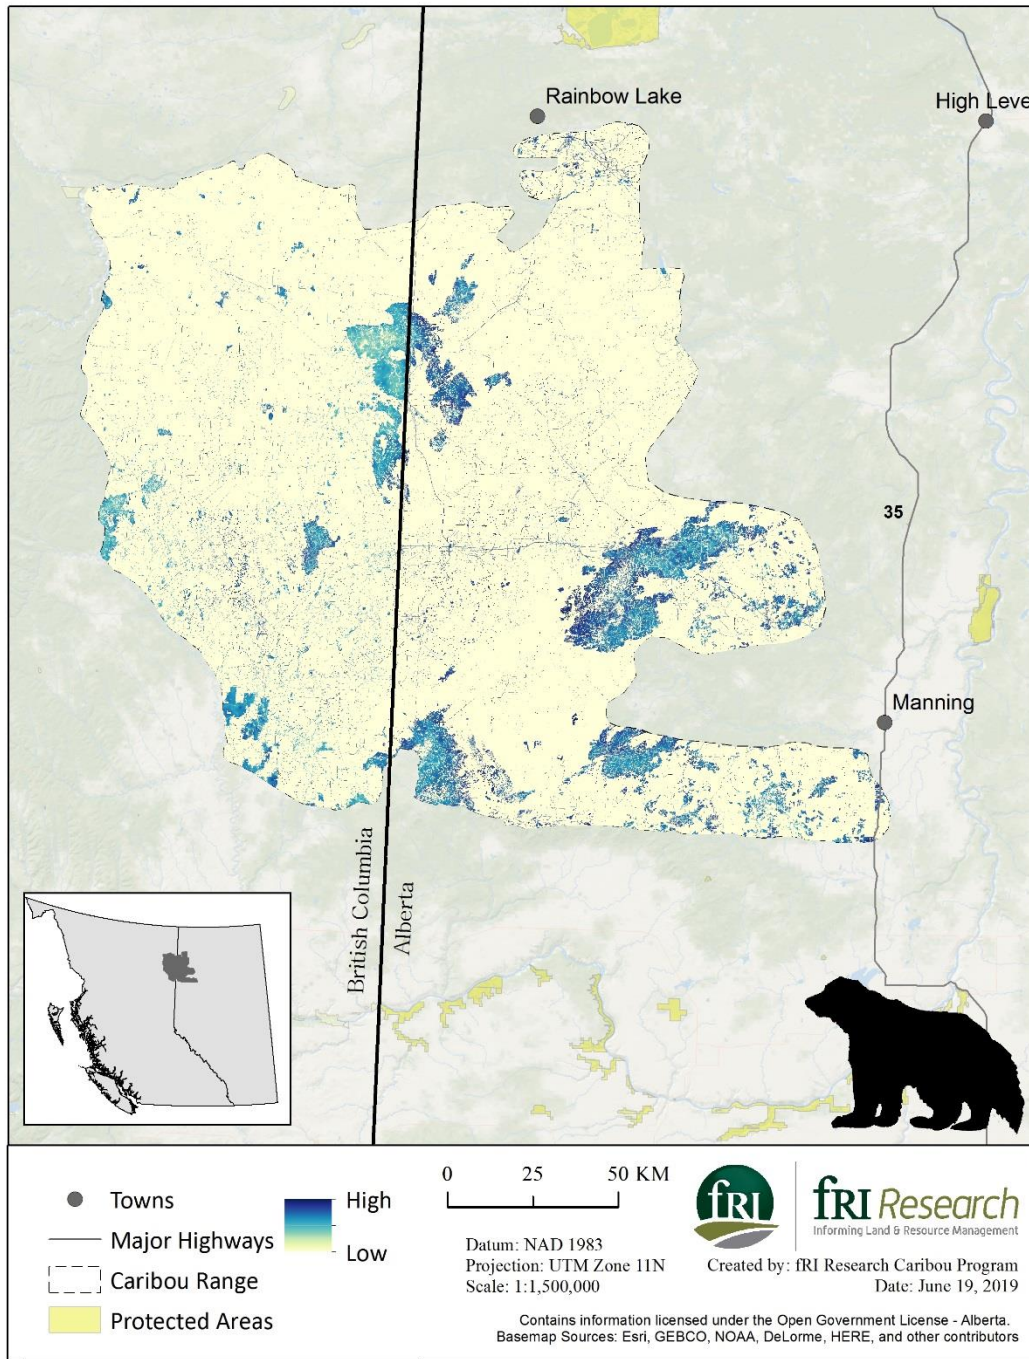 Rainbow Lake
High Level
35
Manning
British Columbia
Alberta
Towns
Major Highways
Caribou Range
Protected Areas
High
Low
0 25 50 KM
Datum: NAD 1983
Projection: UTM Zone 11N
Scale: 1:1,500,000
fRI
fRI Research
Informing Land & Resource Management
Created by: fRI Research Caribou Program
Date: June 19, 2019
Contains information licensed under the Open Government License - Alberta.
Basemap Sources: Esri, GEBCO, NOAA, DeLorme, HERE, and other contributors